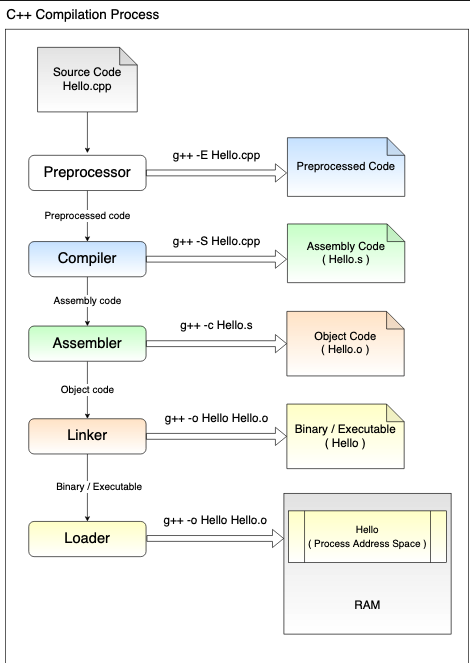 C++ Compilation Process
Source Code
Hello.cpp
Preprocessor
g++ -E Hello.cpp
Preprocessed Code
Preprocessed code
Compiler
g++ -S Hello.cpp
Assembly Code
( Hello.s )
Assembly code
Assembler
g++ -c Hello.s
Object Code
( Hello.o )
Object code
Linker
g++ -o Hello Hello.o
Binary / Executable
( Hello )
Binary / Executable
Loader
g++ -o Hello Hello.o
Hello
( Process Address Space )
RAM